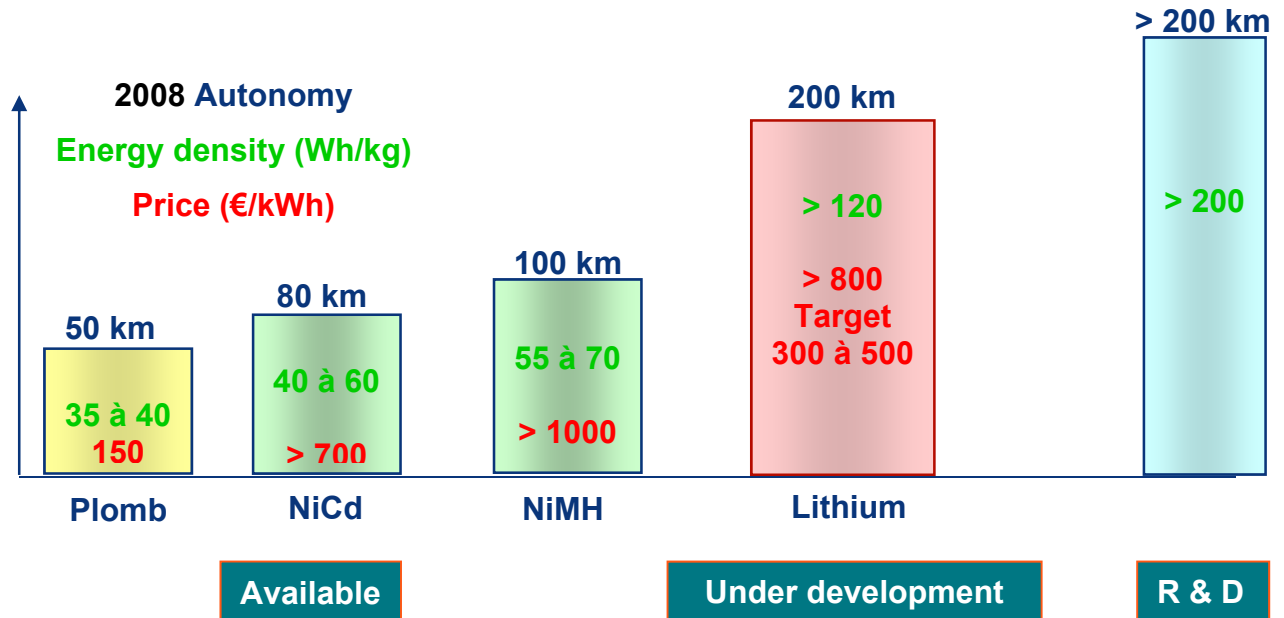 2008 Autonomy
Energy density (Wh/kg)
Price (€/kWh)
50 km
35 à 40
150
Plomb
80 km
40 à 60
> 700
NiCd
100 km
55 à 70
> 1000
NiMH
200 km
> 120
> 800
Target
300 à 500
Lithium
> 200 km
> 200
Available
Under development
R & D